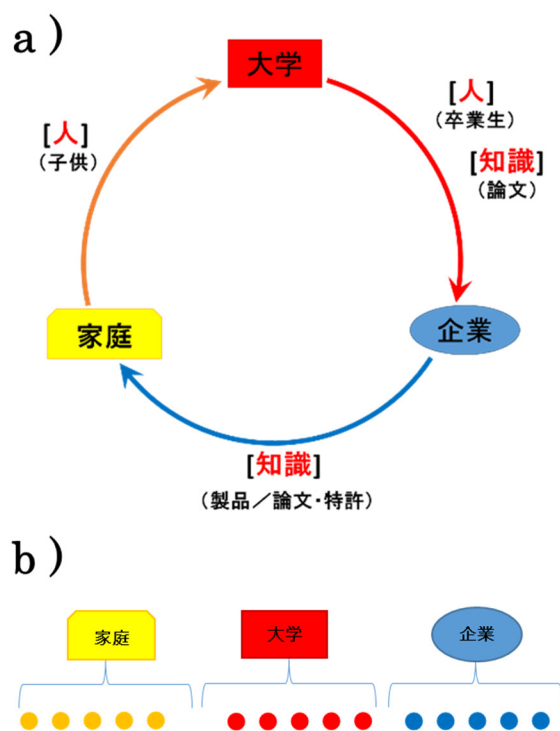 a)
大学
[人]
(卒業生)
[知識]
(論文)
[人]
(子供)
家庭
企業
[知識]
(製品/論文・特許)
b)
家庭
大学
企業